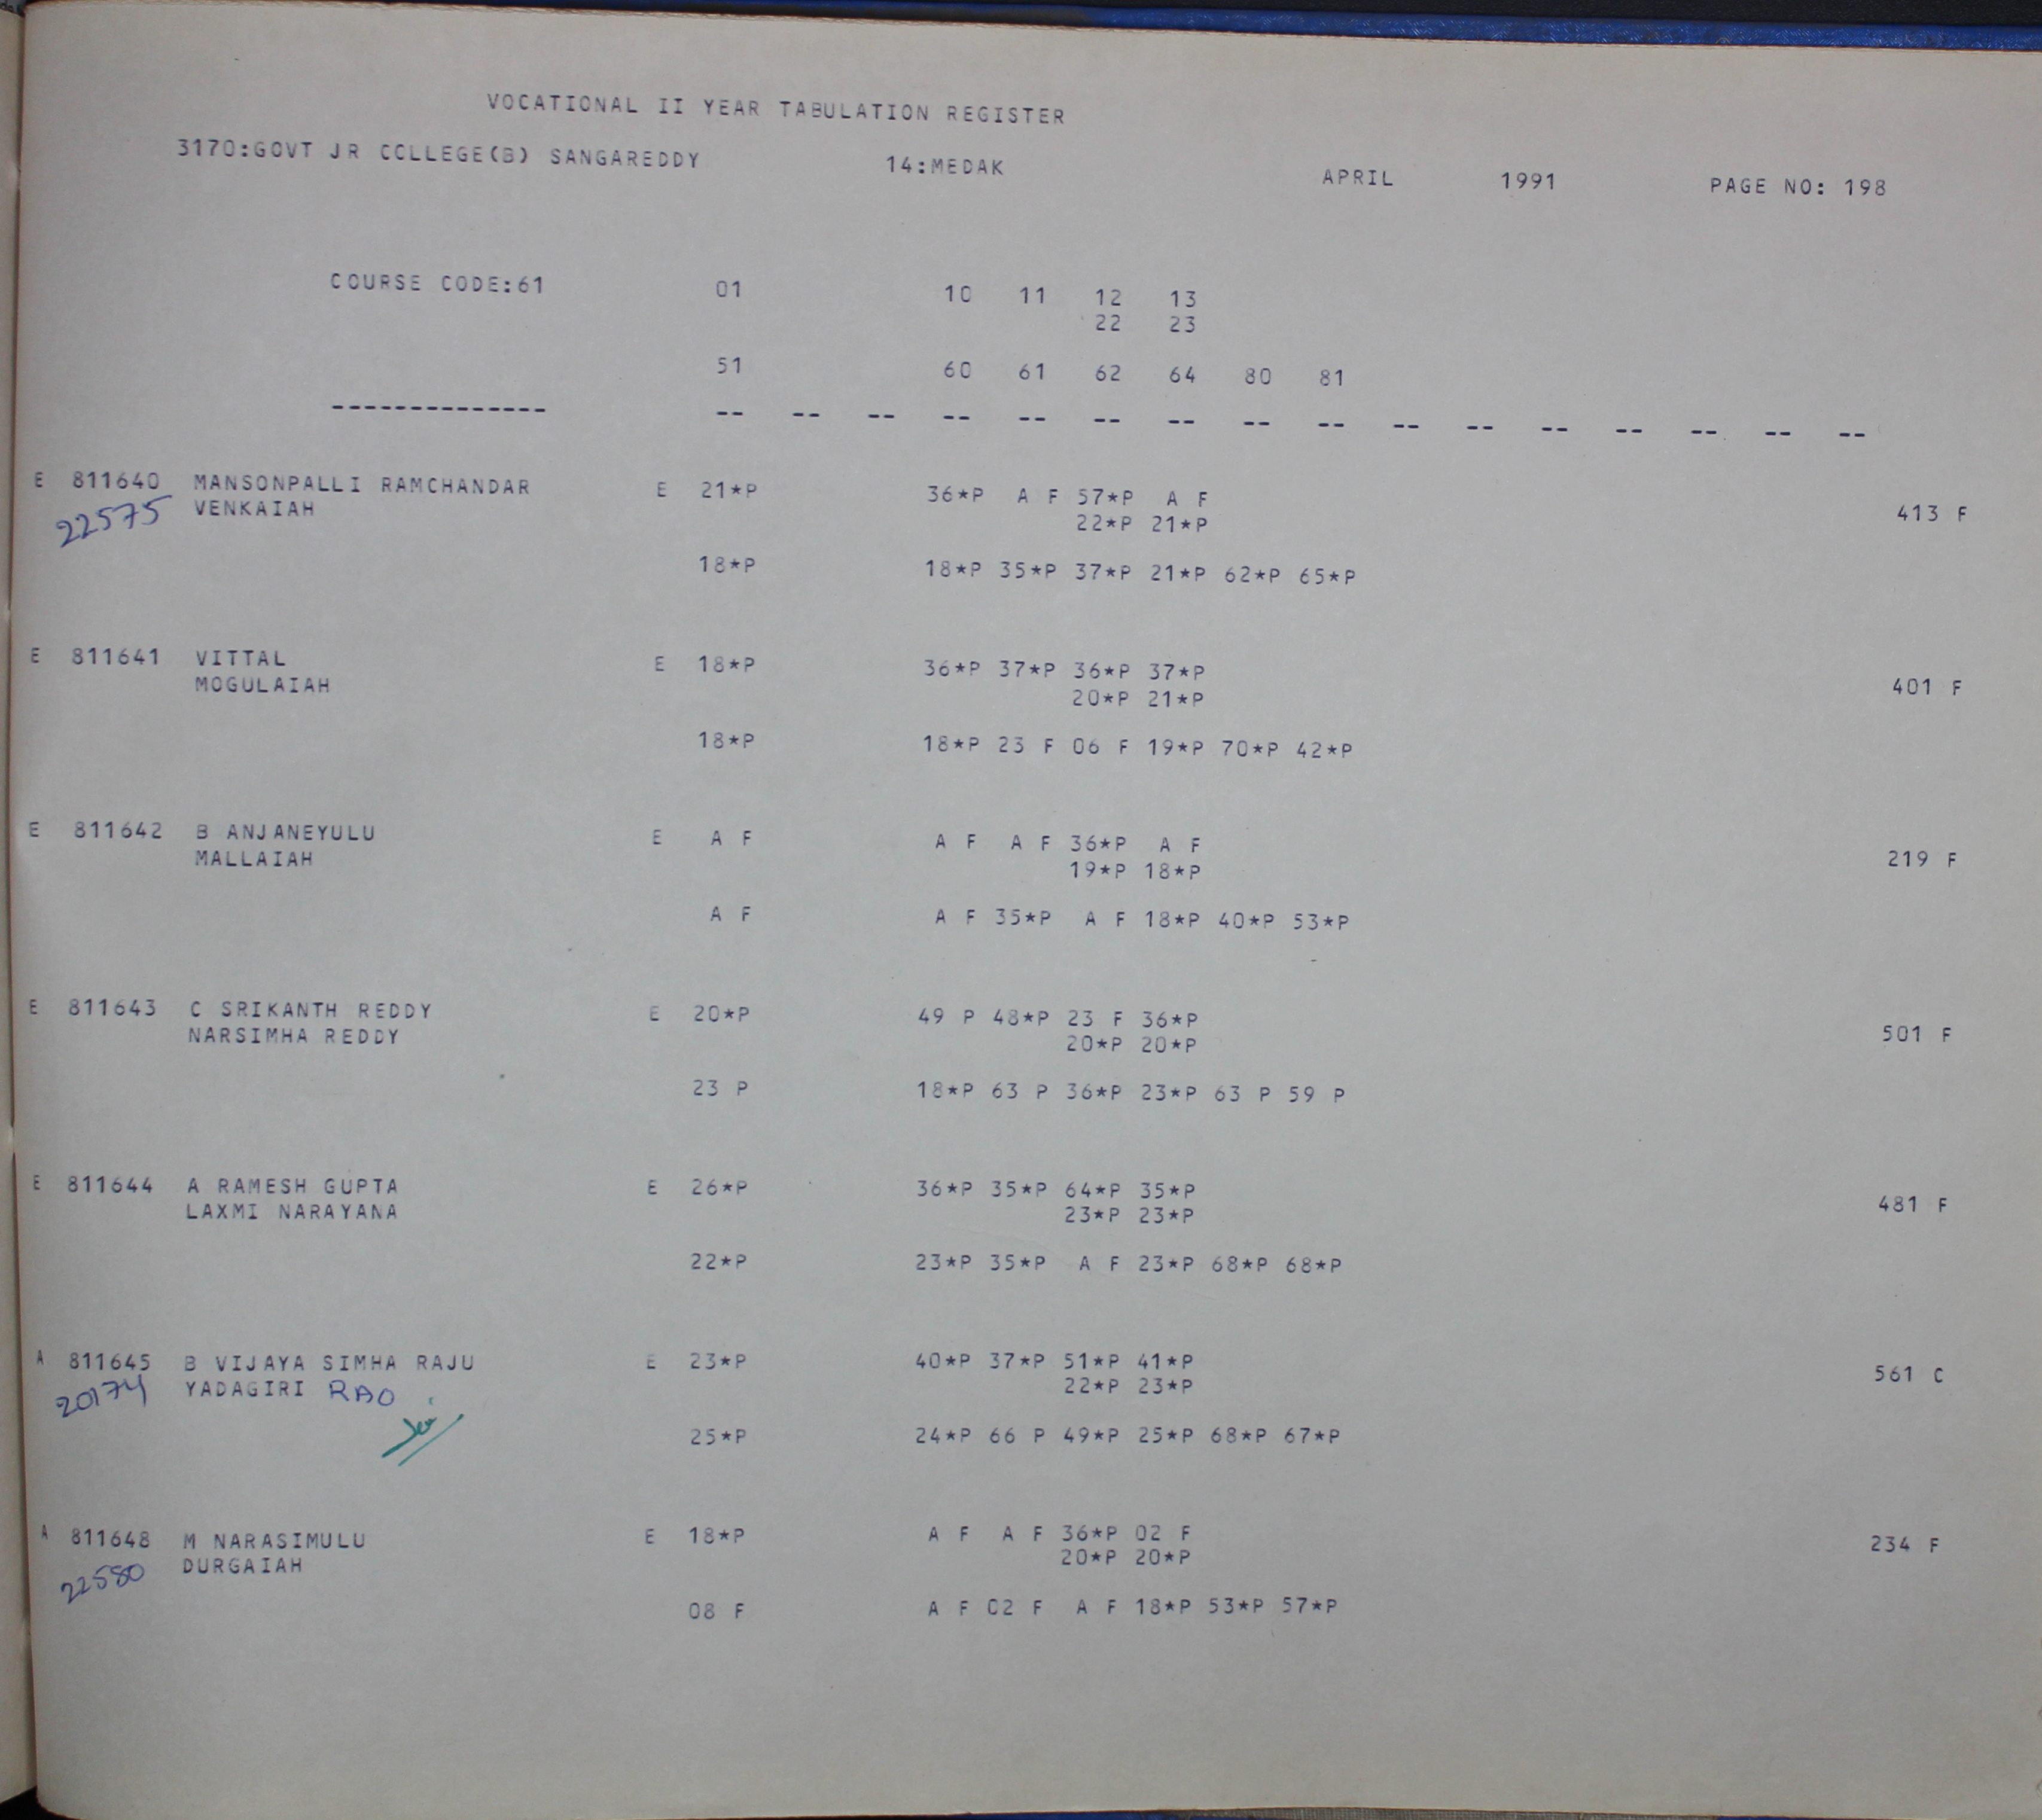 VOCATIONAL II YEAR TABULATION REGISTER
3170:GOVT JR COLLEGE(B) SANGAREDDY 14:MEDAK APRIL 1991 PAGE NO: 198
COURSE CODE:61 01 10 11 12 13
22 23
51 60 61 62 64 80 81
-------------- -- -- -- -- -- -- -- -- -- -- -- -- -- -- -- --
E 811640 MANSONPALLI RAMCHANDAR E 21*P 36*P A F 57*P A F
22575 VENKAIAH 22*P 21*P 413 F
18*P 18*P 35*P 37*P 21*P 62*P 65*P
E 811641 VITTAL E 18*P 36*P 37*P 36*P 37*P
MOGULAIAH 20*P 21*P 401 F
18*P 18*P 23 F 06 F 19*P 70*P 42*P
E 811642 B ANJANEYULU E A F A F A F 36*P A F
MALLAIAH 19*P 18*P 219 F
A F A F 35*P A F 18*P 40*P 53*P
E 811643 C SRIKANTH REDDY E 20*P 49 P 48*P 23 F 36*P
NARSIMHA REDDY 20*P 20*P 501 F
23 P 18*P 63 P 36*P 23*P 63 P 59 P
E 811644 A RAMESH GUPTA E 26*P 36*P 35*P 64*P 35*P
LAXMI NARAYANA 23*P 23*P 481 F
22*P 23*P 35*P A F 23*P 68*P 68*P
A 811645 B VIJAYA SIMHA RAJU E 23*P 40*P 37*P 51*P 41*P
20174 YADAGIRI RAO 22*P 23*P 561 C
25*P 24*P 66 P 49*P 25*P 68*P 67*P
A 811648 M NARASIMULU E 18*P A F A F 36*P 02 F
22580 DURGAIAH 20*P 20*P 234 F
08 F A F 02 F A F 18*P 53*P 57*P